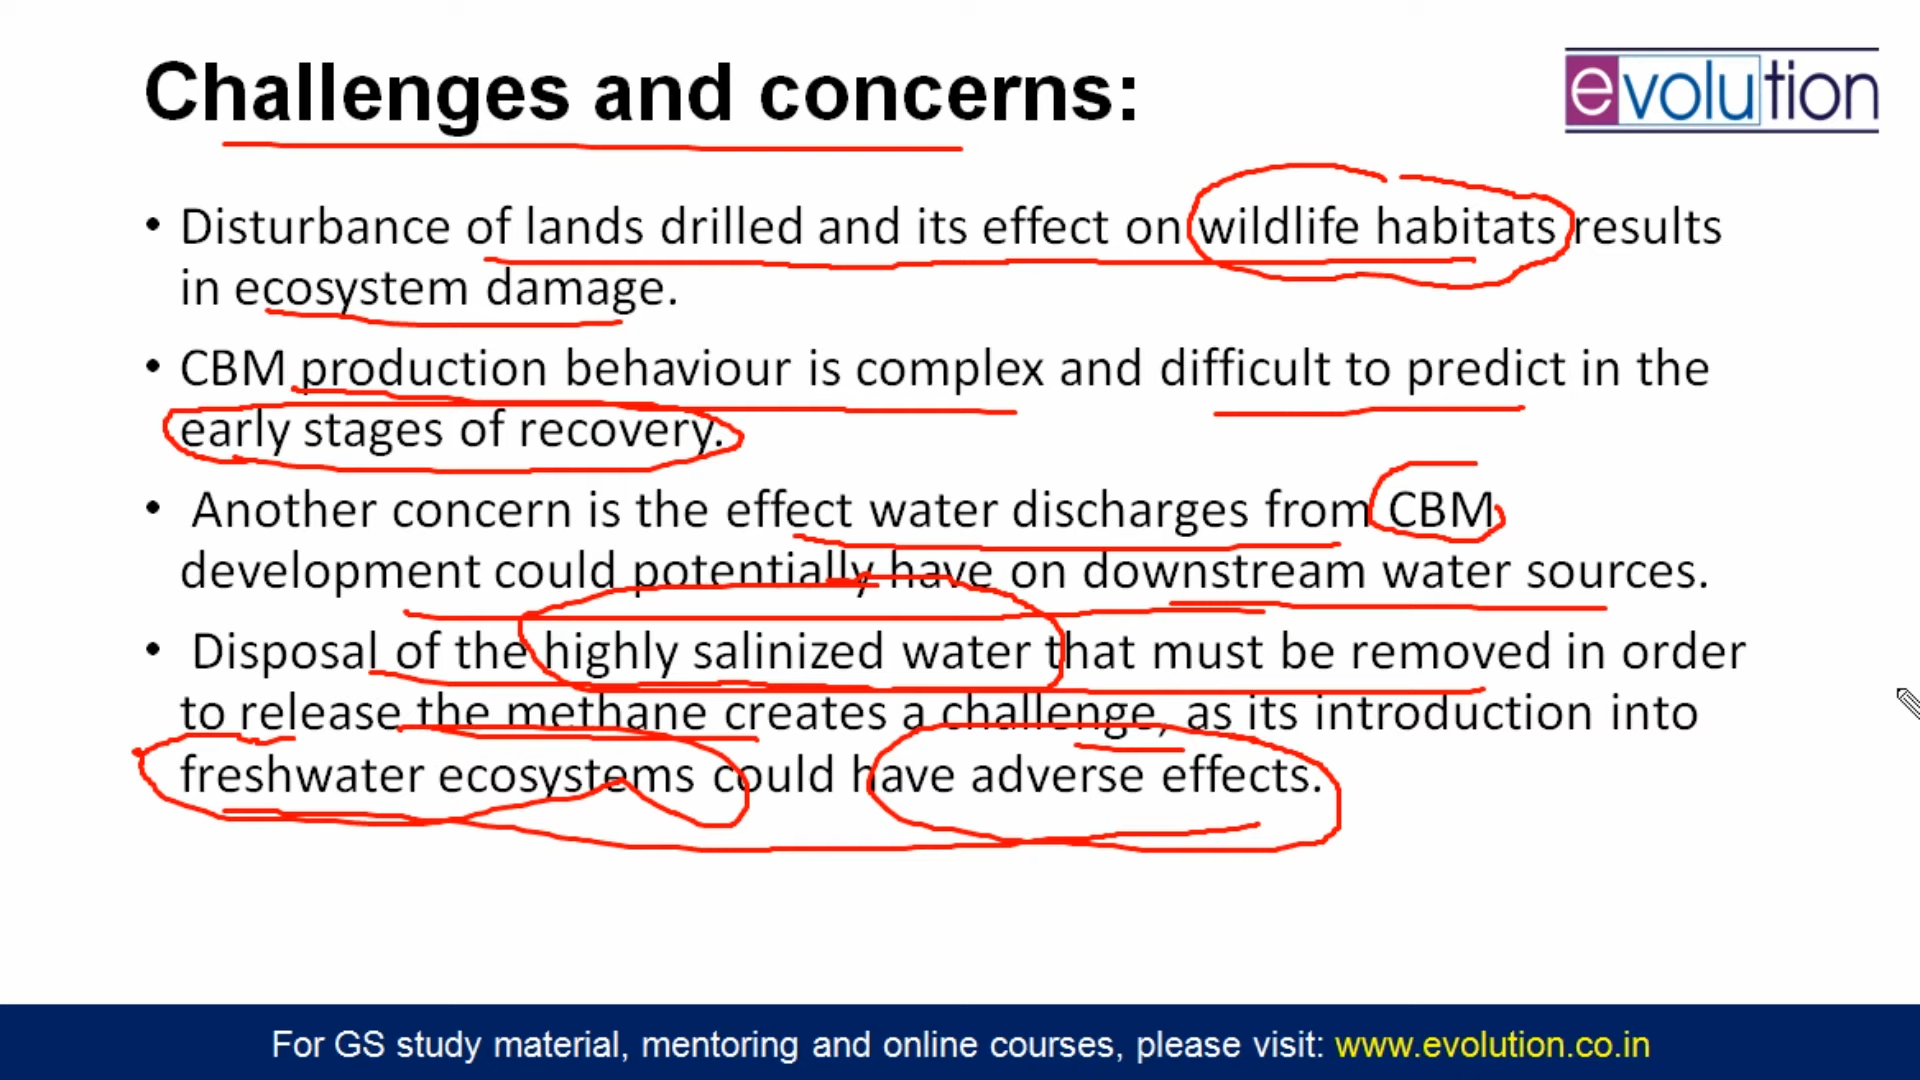 Challenges and concerns:
evolution
• Disturbance of lands drilled and its effect on wildlife habitats results
in ecosystem damage.
• CBM production behaviour is complex and difficult to predict in the
early stages of recovery.
• Another concern is the effect water discharges from CBM
development could potentially have on downstream water sources.
• Disposal of the highly salinized water that must be removed in order
to release the methane creates a challenge, as its introduction into
freshwater ecosystems could have adverse effects.
For GS study material, mentoring and online courses, please visit: www.evolution.co.in